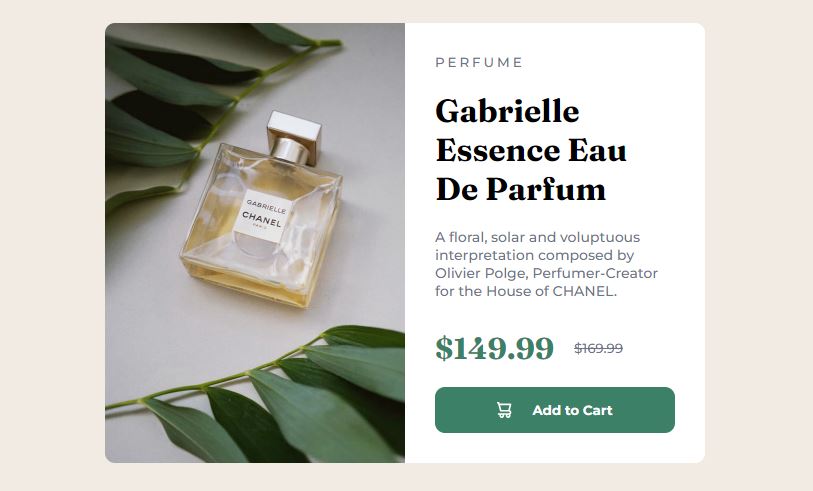 GABRIELLE
CHANEL
PARIS
PERFUME
Gabrielle
Essence Eau
De Parfum
A floral, solar and voluptuous
interpretation composed by
Olivier Polge, Perfumer-Creator
for the House of CHANEL.
$149.99 $169.99
Add to Cart